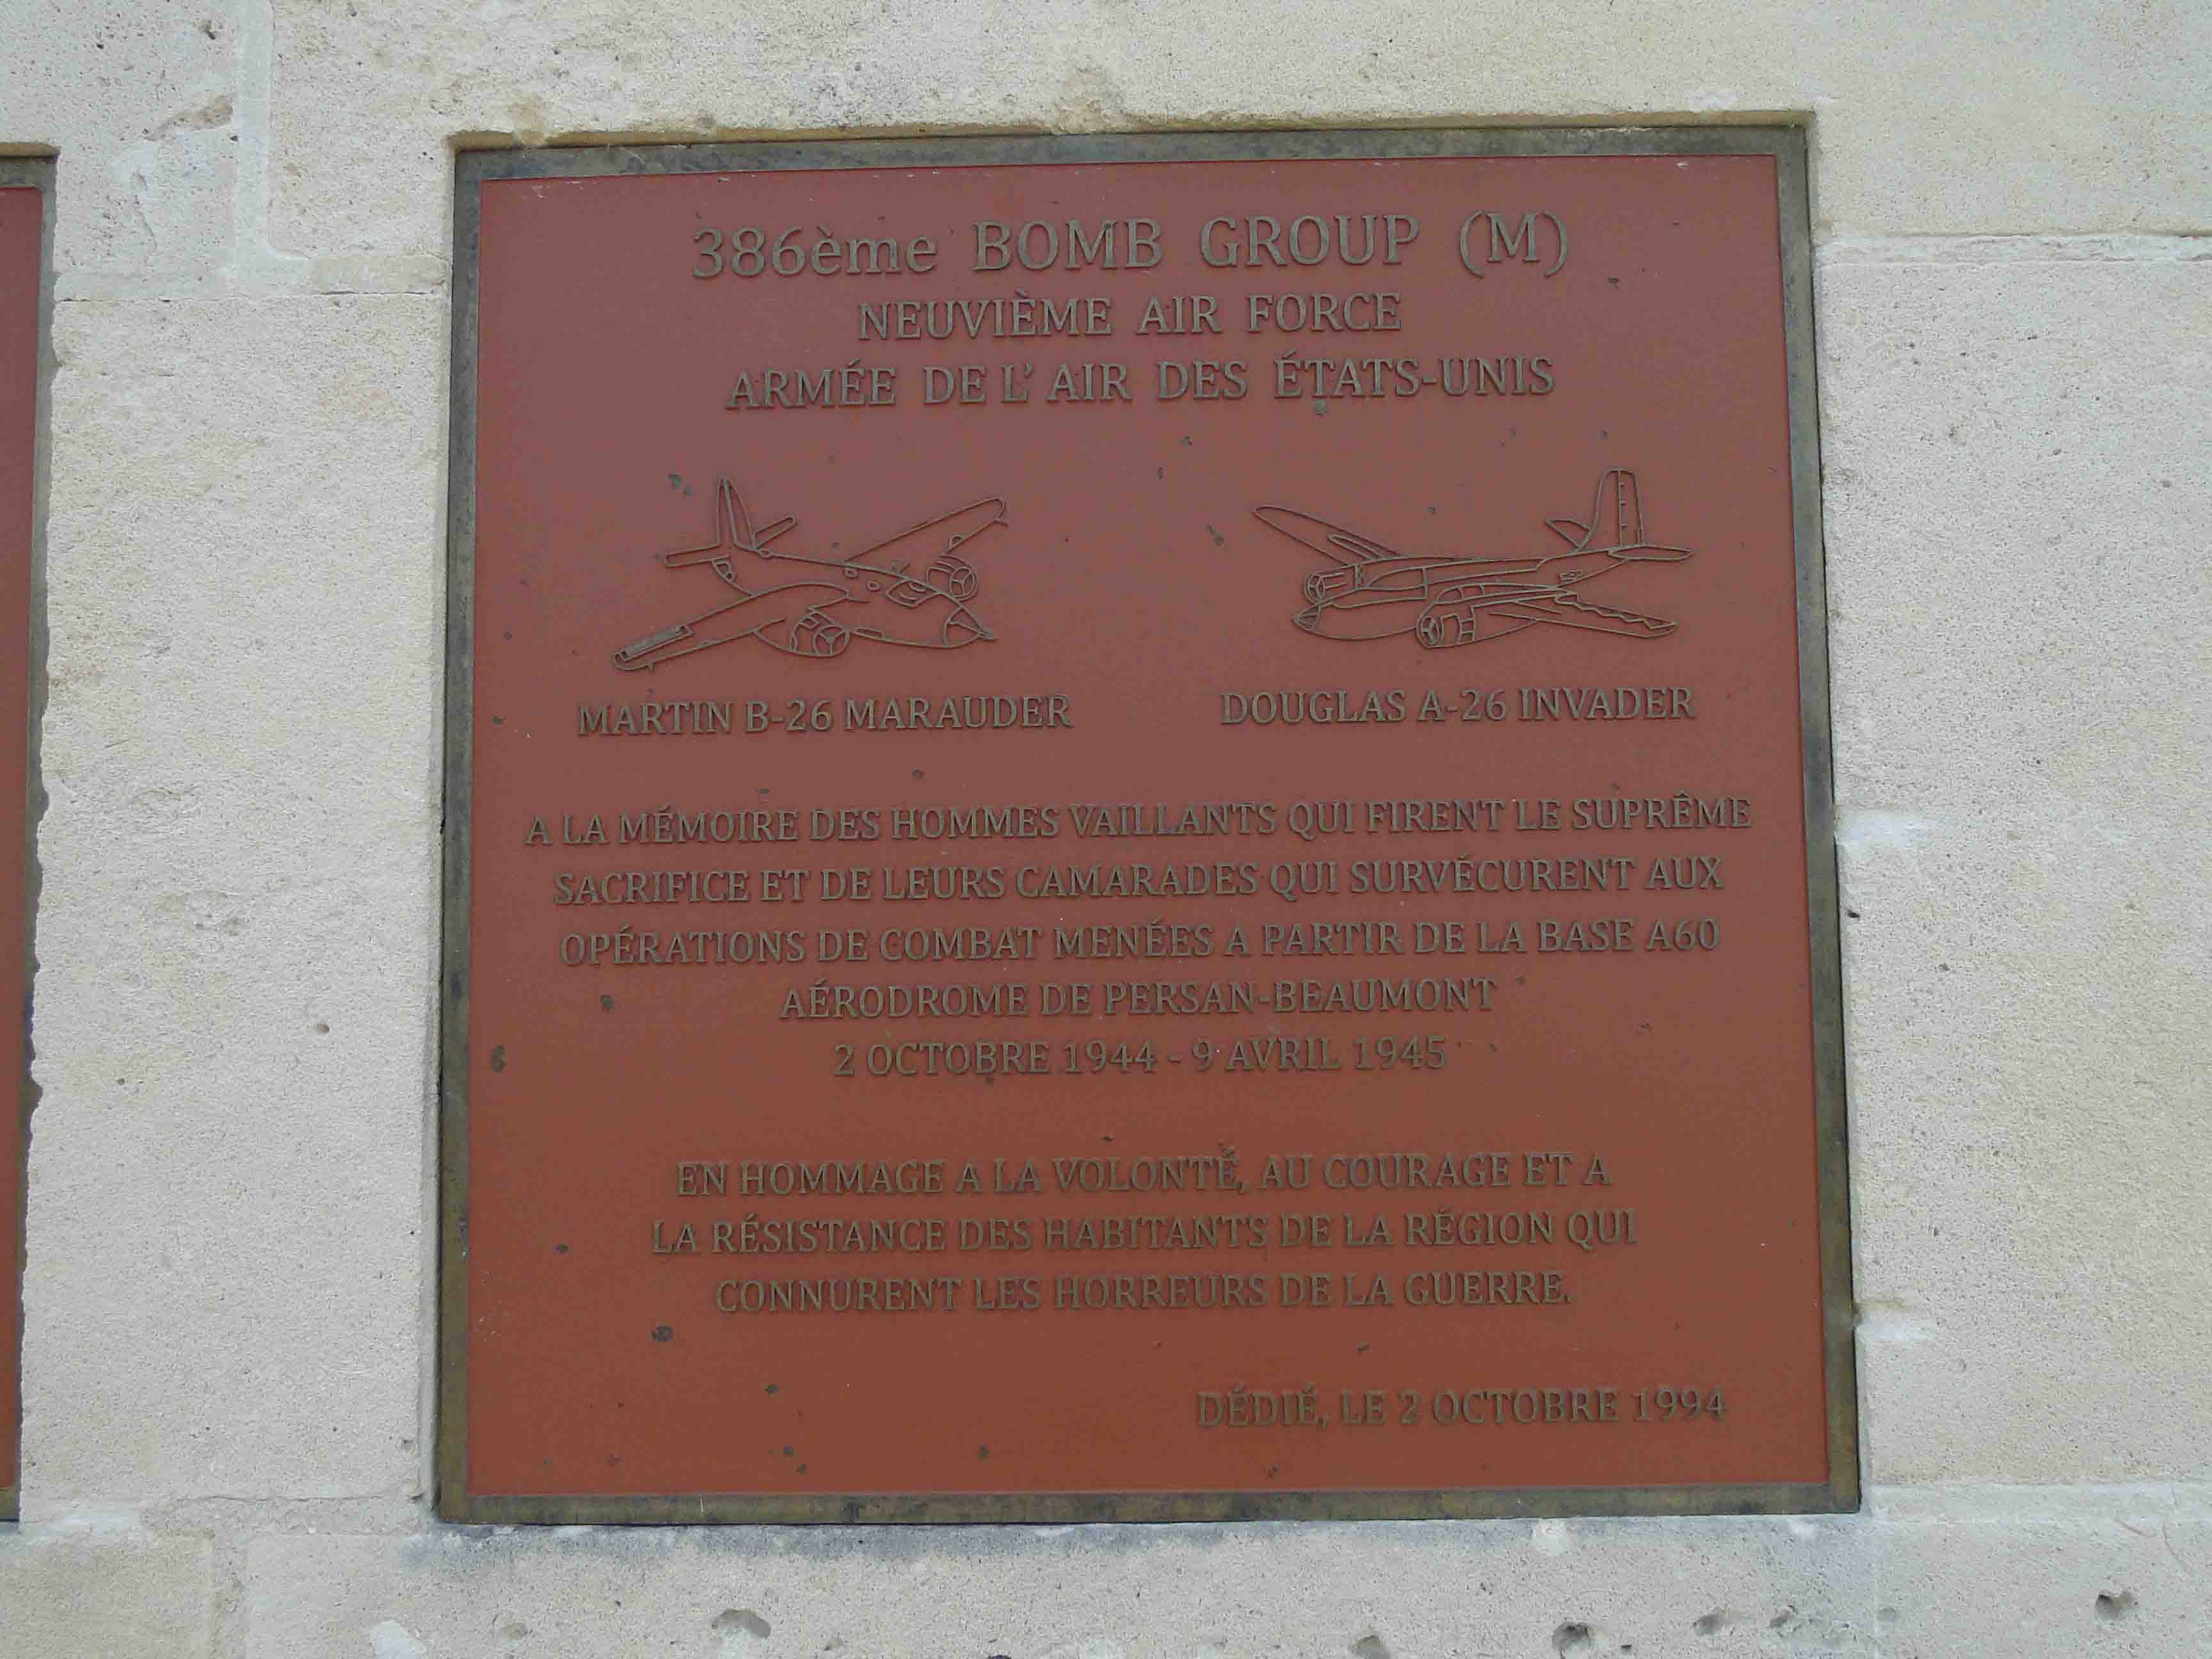 386ème BOMB GROUP (M)
NEUVIÈME AIR FORCE
ARMÉE DE L' AIR DES ÉTATS-UNIS
MARTIN B-26 MARAUDER
DOUGLAS A-26 INVADER
A LA MÉMOIRE DES HOMMES VAILLANTS QUI FIRENT LE SUPRÊME
SACRIFICE ET DE LEURS CAMARADES QUI SURVÉCURENT AUX
OPÉRATIONS DE COMBAT MENÉES A PARTIR DE LA BASE A60
AÉRODROME DE PERSAN-BEAUMONT
2 OCTOBRE 1944 - 9 AVRIL 1945
EN HOMMAGE A LA VOLONTÉ, AU COURAGE ET A
LA RÉSISTANCE DES HABITANTS DE LA RÉGION QUI
CONNURENT LES HORREURS DE LA GUERRE.
DÉDIÉ, LE 2 OCTOBRE 1994